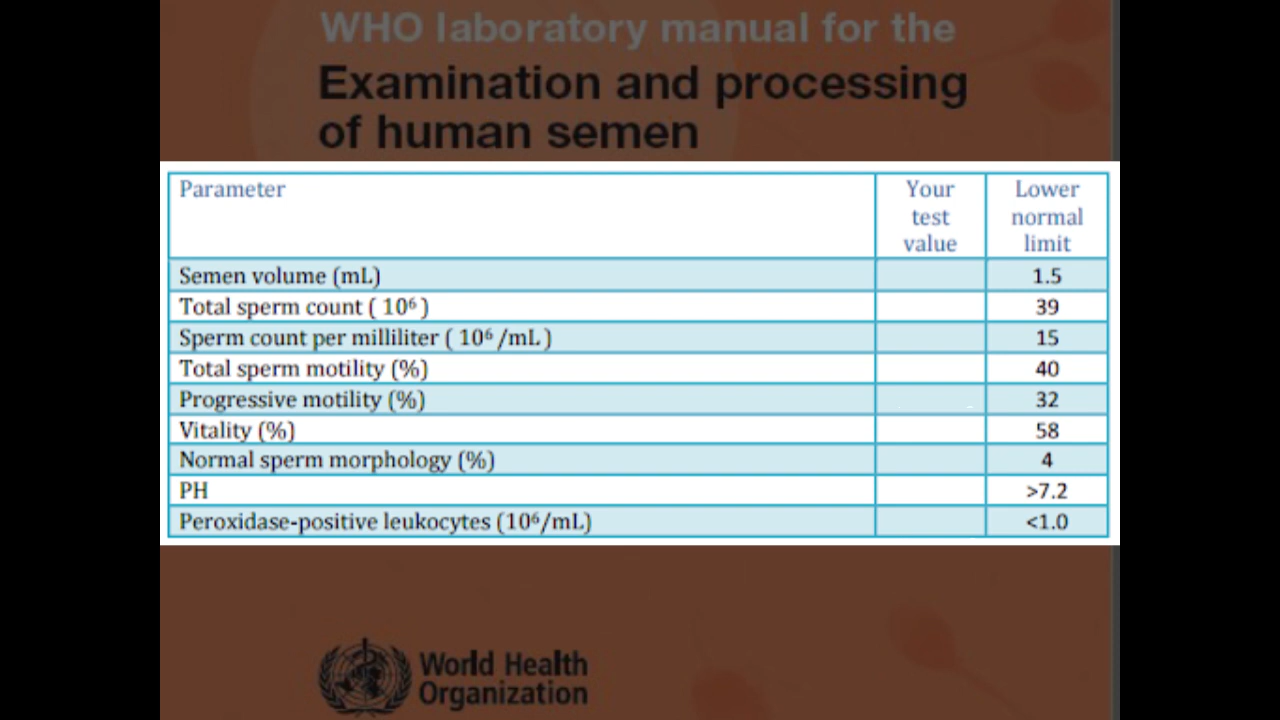 WHO laboratory manual for the
Examination and processing
of human semen
Parameter Your test value Lower normal limit
Semen volume (mL) 1.5
Total sperm count ( 10⁶ ) 39
Sperm count per milliliter ( 10⁶ /mL ) 15
Total sperm motility (%) 40
Progressive motility (%) 32
Vitality (%) 58
Normal sperm morphology (%) 4
PH >7.2
Peroxidase-positive leukocytes (10⁶/mL) <1.0
World Health
Organization